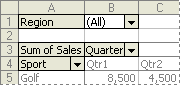 A B C
1 Region (All)
2
3 Sum of Sales Quarter
4 Sport Qtr1 Qtr2
5 Golf 8,500 4,500